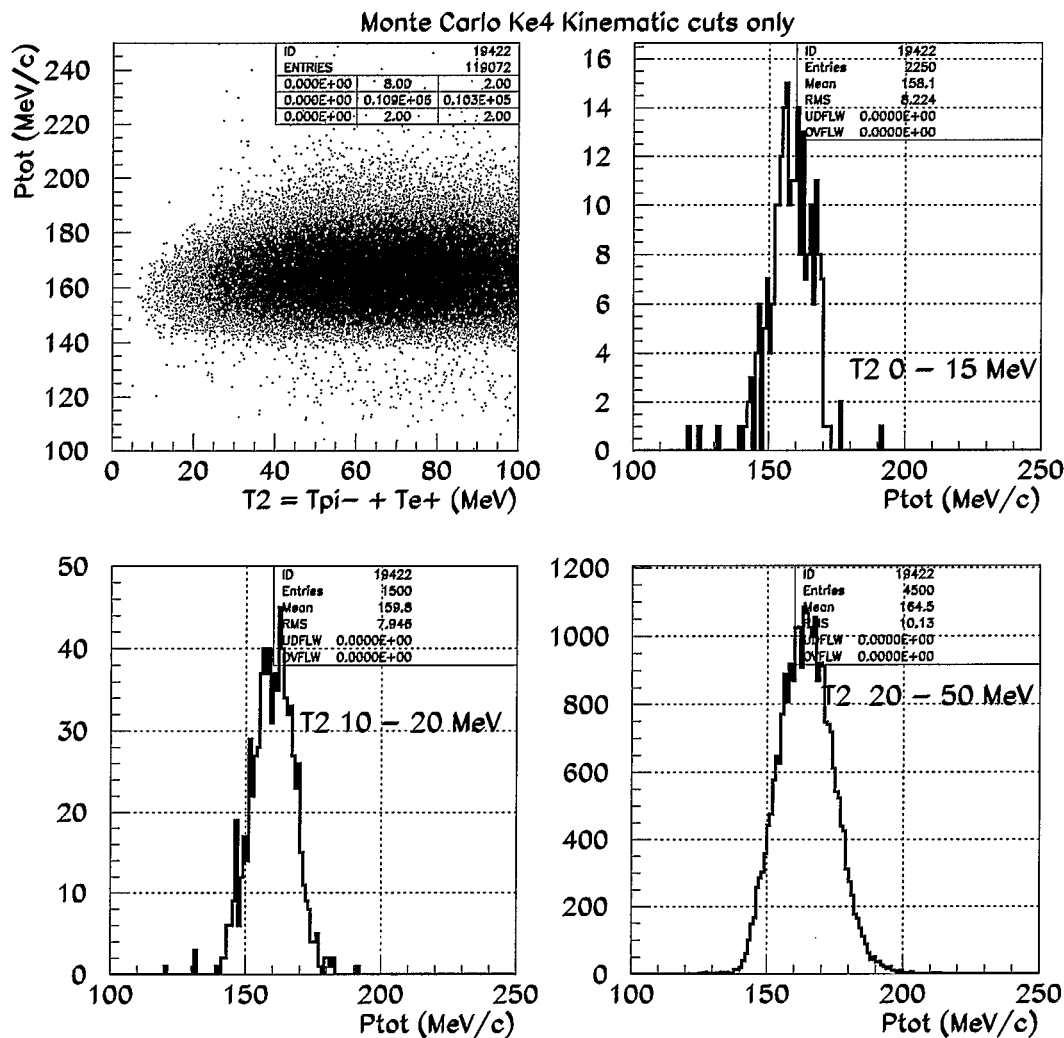 Monte Carlo Ke4 Kinematic cuts only
Ptot (MeV/c)
240
220
200
180
160
140
120
100
ID 19422
ENTRIES 119072
0.000E+00 8.00 2.00
0.000E+00 0.109E+06 0.103E+05
0.000E+00 2.00 2.00
0 20 40 60 80 100
T2 = Tpi- + Te+ (MeV)
16
14
12
10
8
6
4
2
0
ID 19422
Entries 2250
Mean 158.1
RMS 8.224
UDFLW 0.0000E+00
OVFLW 0.0000E+00
T2 0 - 15 MeV
100 150 200 250
Ptot (MeV/c)
50
40
30
20
10
0
ID 19422
Entries 1500
Mean 159.8
RMS 7.946
UDFLW 0.0000E+00
OVFLW 0.0000E+00
T2 10 - 20 MeV
100 150 200 250
Ptot (MeV/c)
1200
1000
800
600
400
200
0
ID 19422
Entries 4500
Mean 164.5
RMS 10.13
UDFLW 0.0000E+00
OVFLW 0.0000E+00
T2 20 - 50 MeV
100 150 200 250
Ptot (MeV/c)